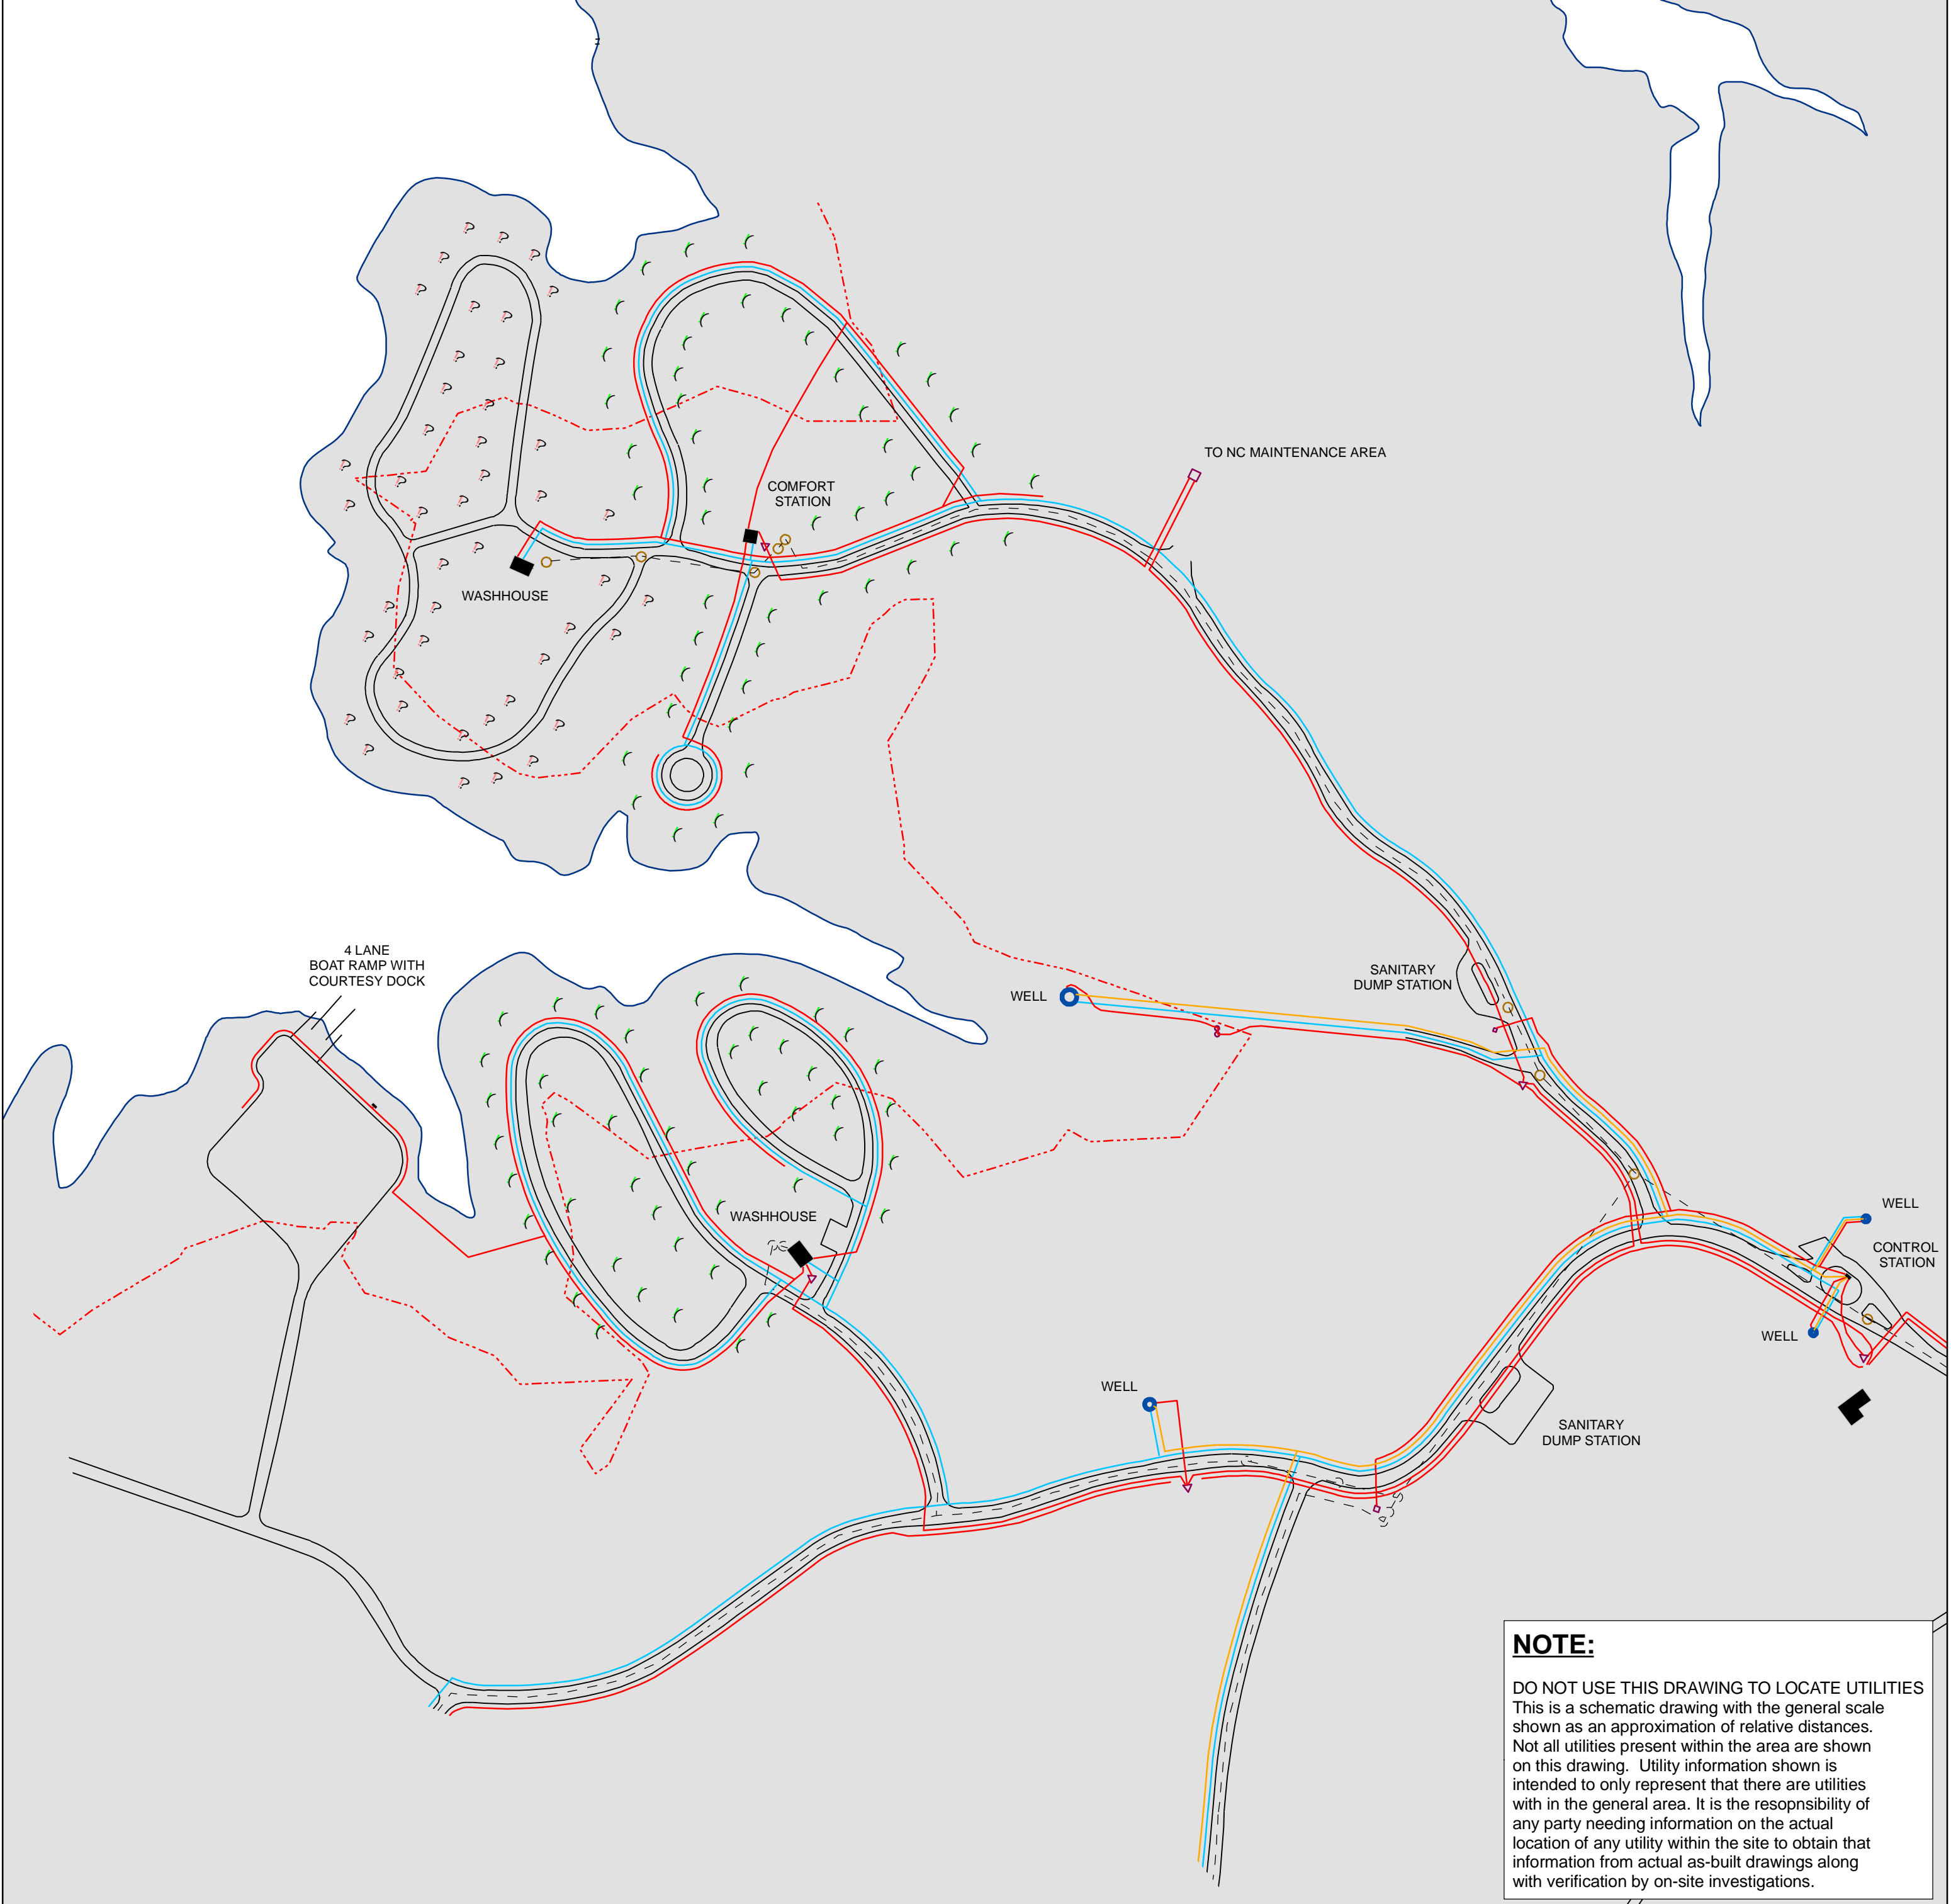 TO NC MAINTENANCE AREA
COMFORT
STATION
WASHHOUSE
4 LANE
BOAT RAMP WITH
COURTESY DOCK
SANITARY
DUMP STATION
WELL
WELL
WASHHOUSE
CONTROL
STATION
WELL
WELL
SANITARY
DUMP STATION
NOTE:
DO NOT USE THIS DRAWING TO LOCATE UTILITIES
This is a schematic drawing with the general scale
shown as an approximation of relative distances.
Not all utilities present within the area are shown
on this drawing.  Utility information shown is
intended to only represent that there are utilities
with in the general area. It is the resopnsibility of
any party needing information on the actual
location of any utility within the site to obtain that
information from actual as-built drawings along
with verification by on-site investigations.